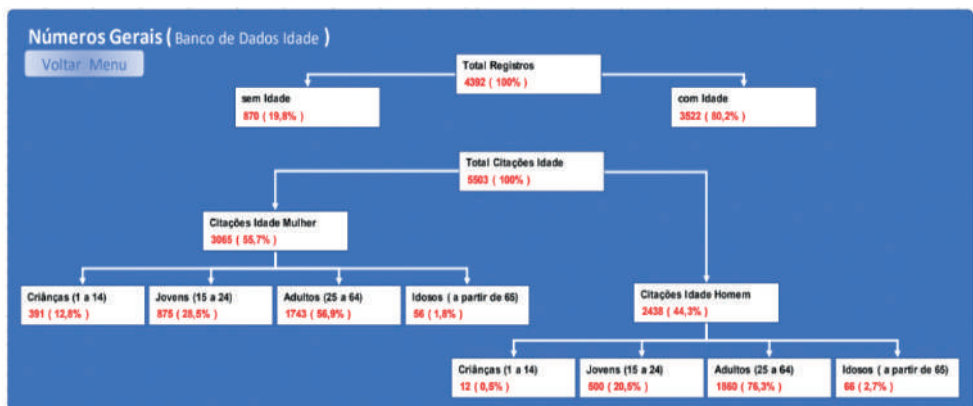 Números Gerais ( Banco de Dados Idade )
Voltar Menu
Total Registros
4392 ( 100% )
sem Idade
870 ( 19,8% )
com Idade
3522 ( 80,2% )
Total Citações Idade
5503 ( 100% )
Citações Idade Mulher
3065 ( 55,7% )
Crianças (1 a 14)
391 ( 12,8% )
Jovens (15 a 24)
875 ( 28,5% )
Adultos (25 a 64)
1743 ( 56,9% )
Idosos ( a partir de 65)
56 ( 1,8% )
Citações Idade Homem
2438 ( 44,3% )
Crianças (1 a 14)
12 ( 0,5% )
Jovens (15 a 24)
500 ( 20,5% )
Adultos (25 a 64)
1860 ( 76,3% )
Idosos ( a partir de 65)
66 ( 2,7% )